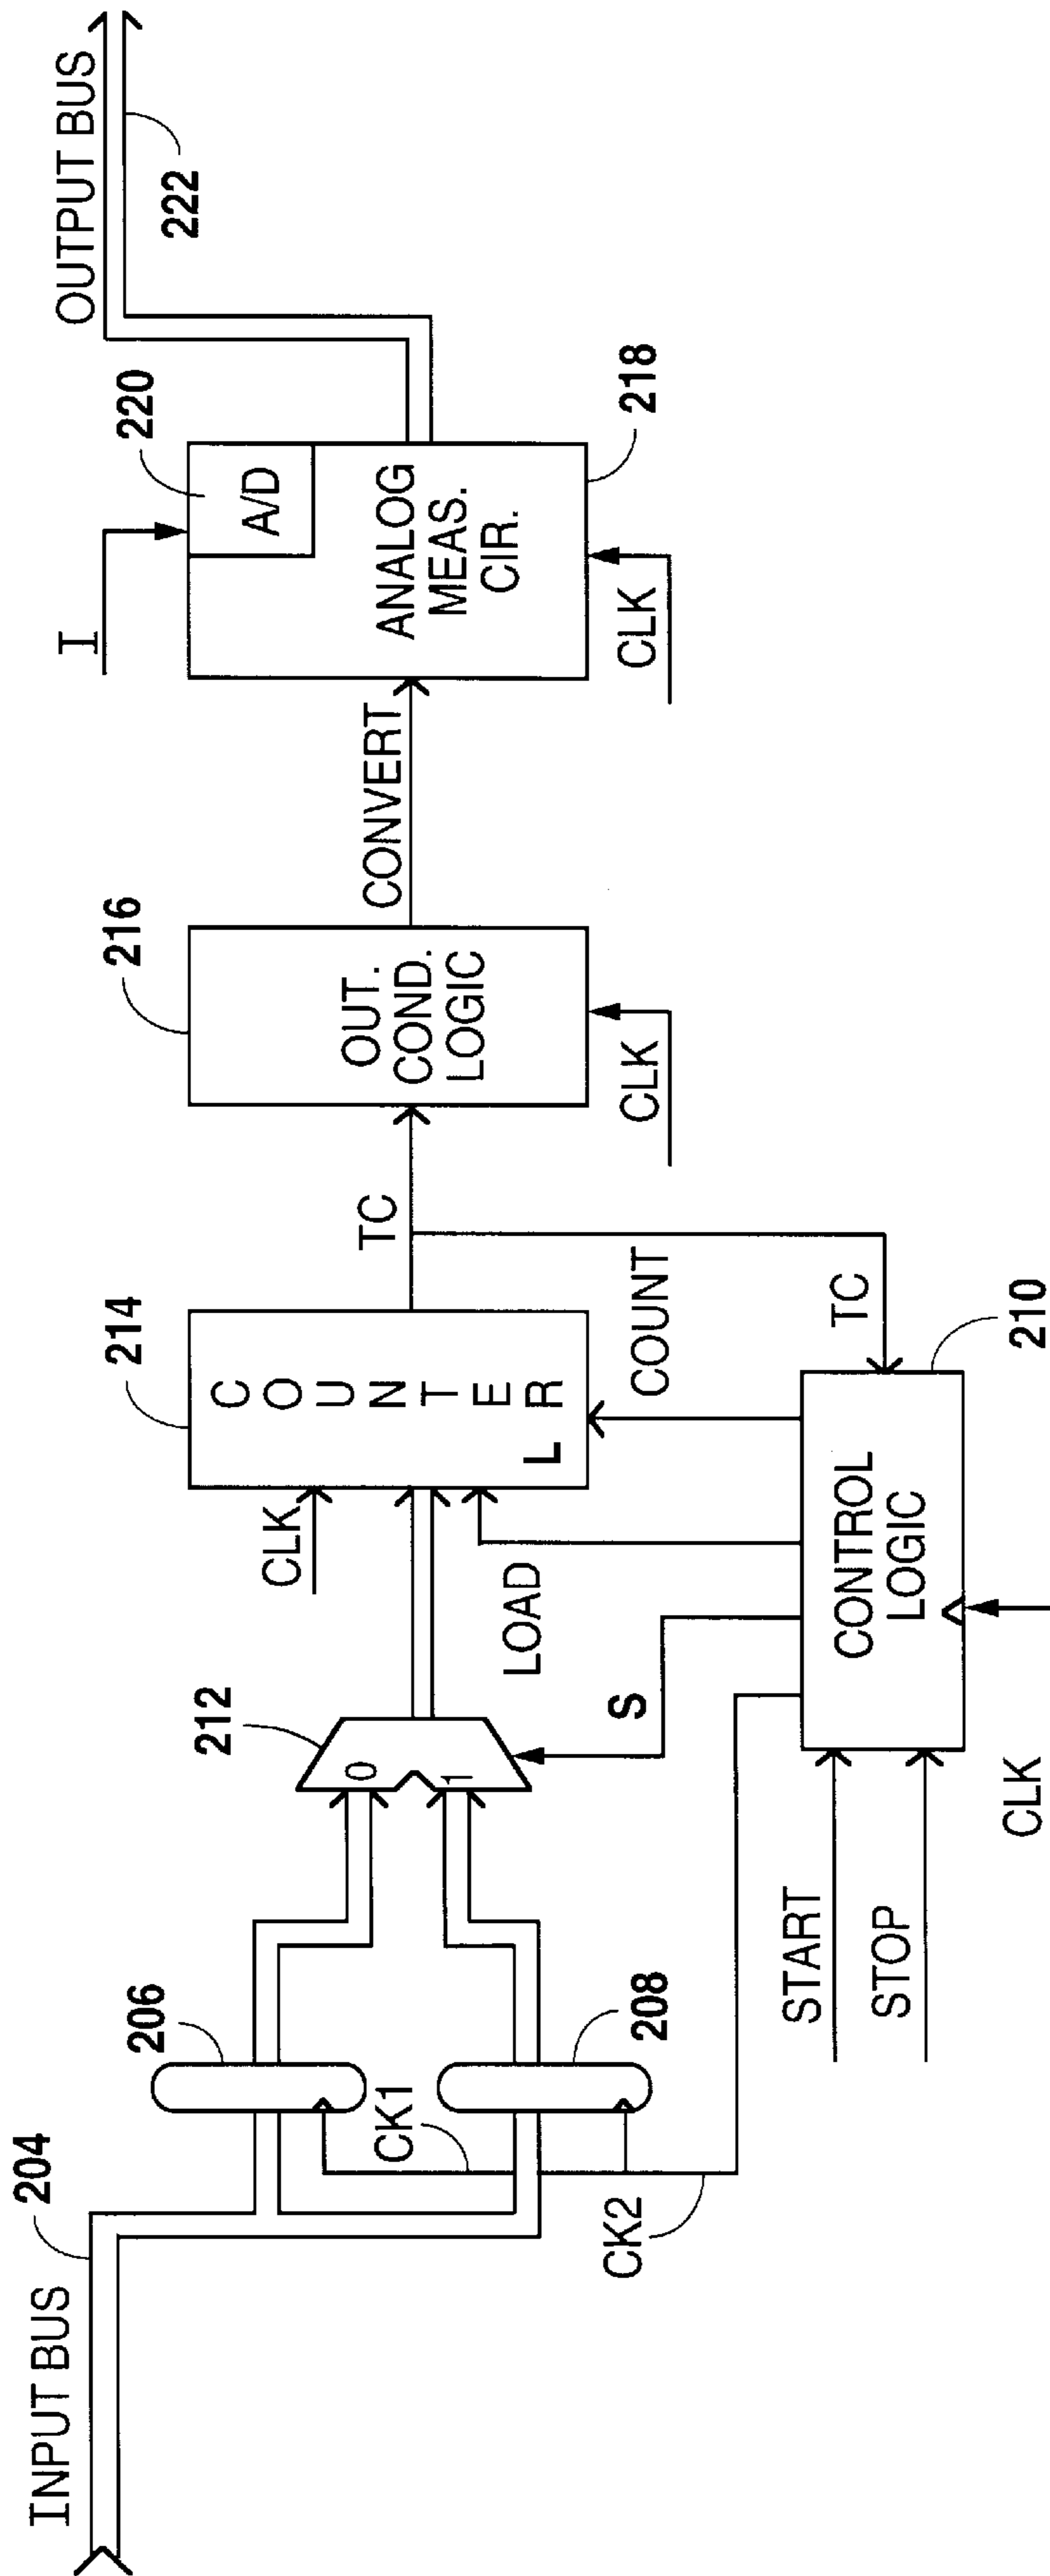 INPUT BUS
204
206
208
CK1
CK2
212
0
1
S
START
STOP
CONTROL
LOGIC
210
CLK
LOAD
COUNT
TC
CLK
COUNTER
L
214
TC
216
OUT.
COND.
LOGIC
CLK
CONVERT
I
220
A/D
ANALOG
MEAS.
CIR.
218
CLK
OUTPUT BUS
222